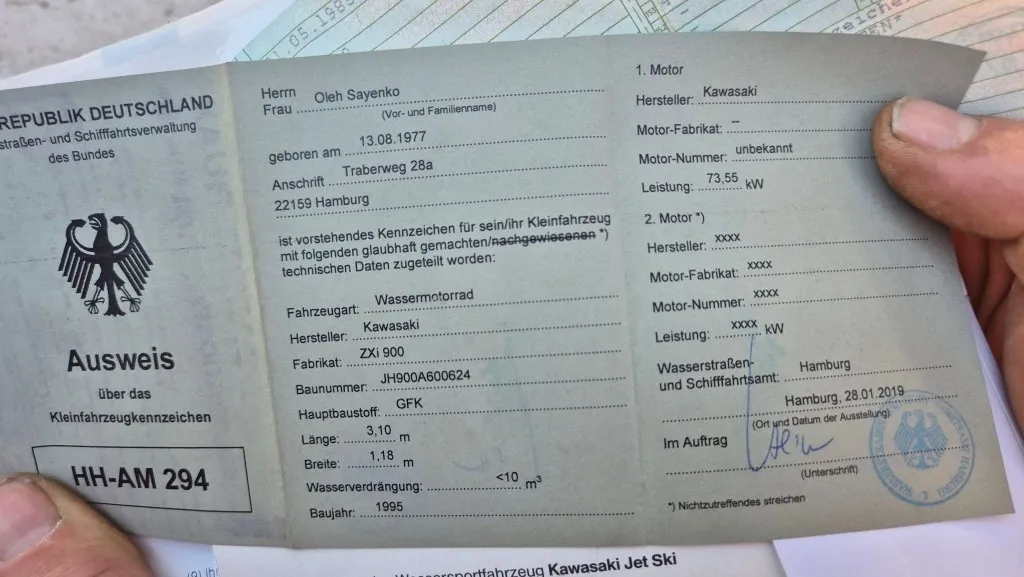 REPUBLIK DEUTSCHLAND
straßen- und Schifffahrtsverwaltung
des Bundes
Ausweis
über das
Kleinfahrzeugkennzeichen
HH-AM 294
Herrn
Frau Oleh Sayenko
(Vor- und Familienname)
geboren am 13.08.1977
Anschrift Traberweg 28a
22159 Hamburg
ist vorstehendes Kennzeichen für sein/ihr Kleinfahrzeug
mit folgenden glaubhaft gemachten/nachgewiesenen *)
technischen Daten zugeteilt worden:
Fahrzeugart: Wassermotorrad
Hersteller: Kawasaki
Fabrikat: ZXi 900
Baunummer: JH900A600624
Hauptbaustoff: GFK
Länge: 3,10 m
Breite: 1,18 m
Wasserverdrängung: <10 m³
Baujahr: 1995
1. Motor
Hersteller: Kawasaki
Motor-Fabrikat: --
Motor-Nummer: unbekannt
Leistung: 73,55 kW
2. Motor *)
Hersteller: xxxx
Motor-Fabrikat: xxxx
Motor-Nummer: xxxx
Leistung: xxxx kW
Wasserstraßen-
und Schifffahrtsamt: Hamburg
Hamburg, 28.01.2019
(Ort und Datum der Ausstellung)
Im Auftrag
(Unterschrift)
*) Nichtzutreffendes streichen
.05.1989
Wassersportfahrzeug Kawasaki Jet Ski